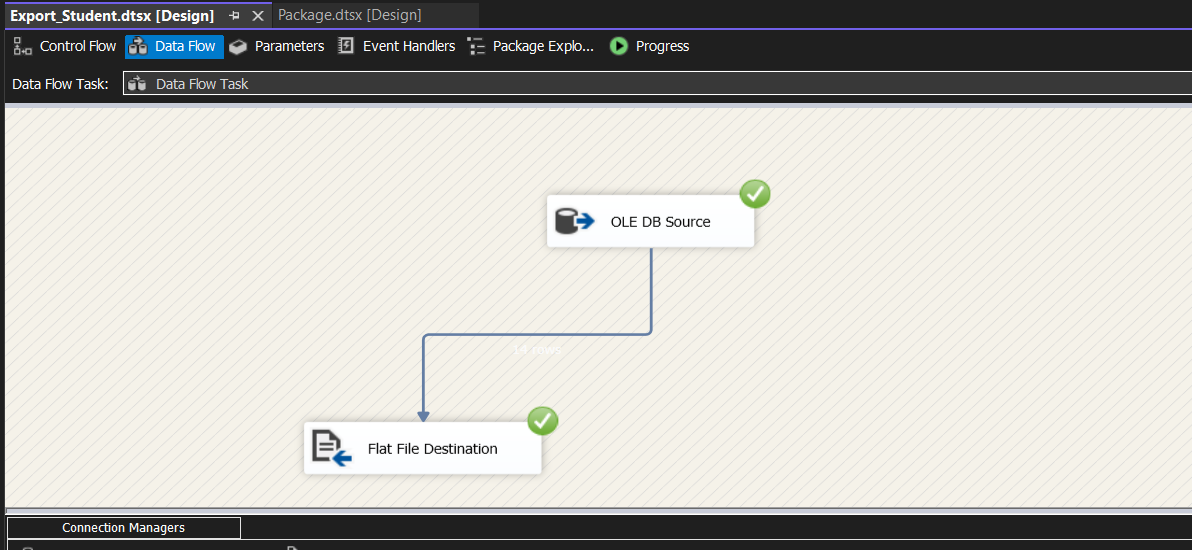 Export_Student.dtsx [Design] Package.dtsx [Design]
Control Flow Data Flow Parameters Event Handlers Package Explo... Progress
Data Flow Task: Data Flow Task
OLE DB Source
14 rows
Flat File Destination
Connection Managers